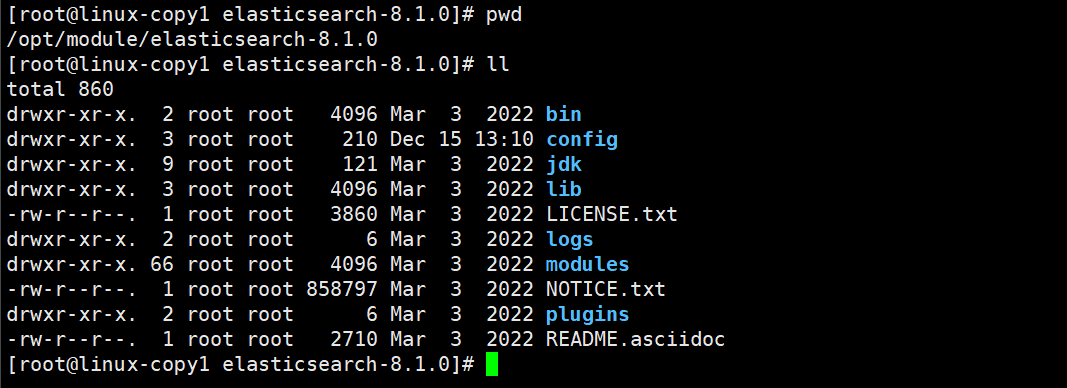 [root@linux-copy1 elasticsearch-8.1.0]# pwd
/opt/module/elasticsearch-8.1.0
[root@linux-copy1 elasticsearch-8.1.0]# ll
total 860
drwxr-xr-x.  2 root root   4096 Mar  3  2022 bin
drwxr-xr-x.  3 root root    210 Dec 15 13:10 config
drwxr-xr-x.  9 root root    121 Mar  3  2022 jdk
drwxr-xr-x.  3 root root   4096 Mar  3  2022 lib
-rw-r--r--.  1 root root   3860 Mar  3  2022 LICENSE.txt
drwxr-xr-x.  2 root root      6 Mar  3  2022 logs
drwxr-xr-x. 66 root root   4096 Mar  3  2022 modules
-rw-r--r--.  1 root root 858797 Mar  3  2022 NOTICE.txt
drwxr-xr-x.  2 root root      6 Mar  3  2022 plugins
-rw-r--r--.  1 root root   2710 Mar  3  2022 README.asciidoc
[root@linux-copy1 elasticsearch-8.1.0]#